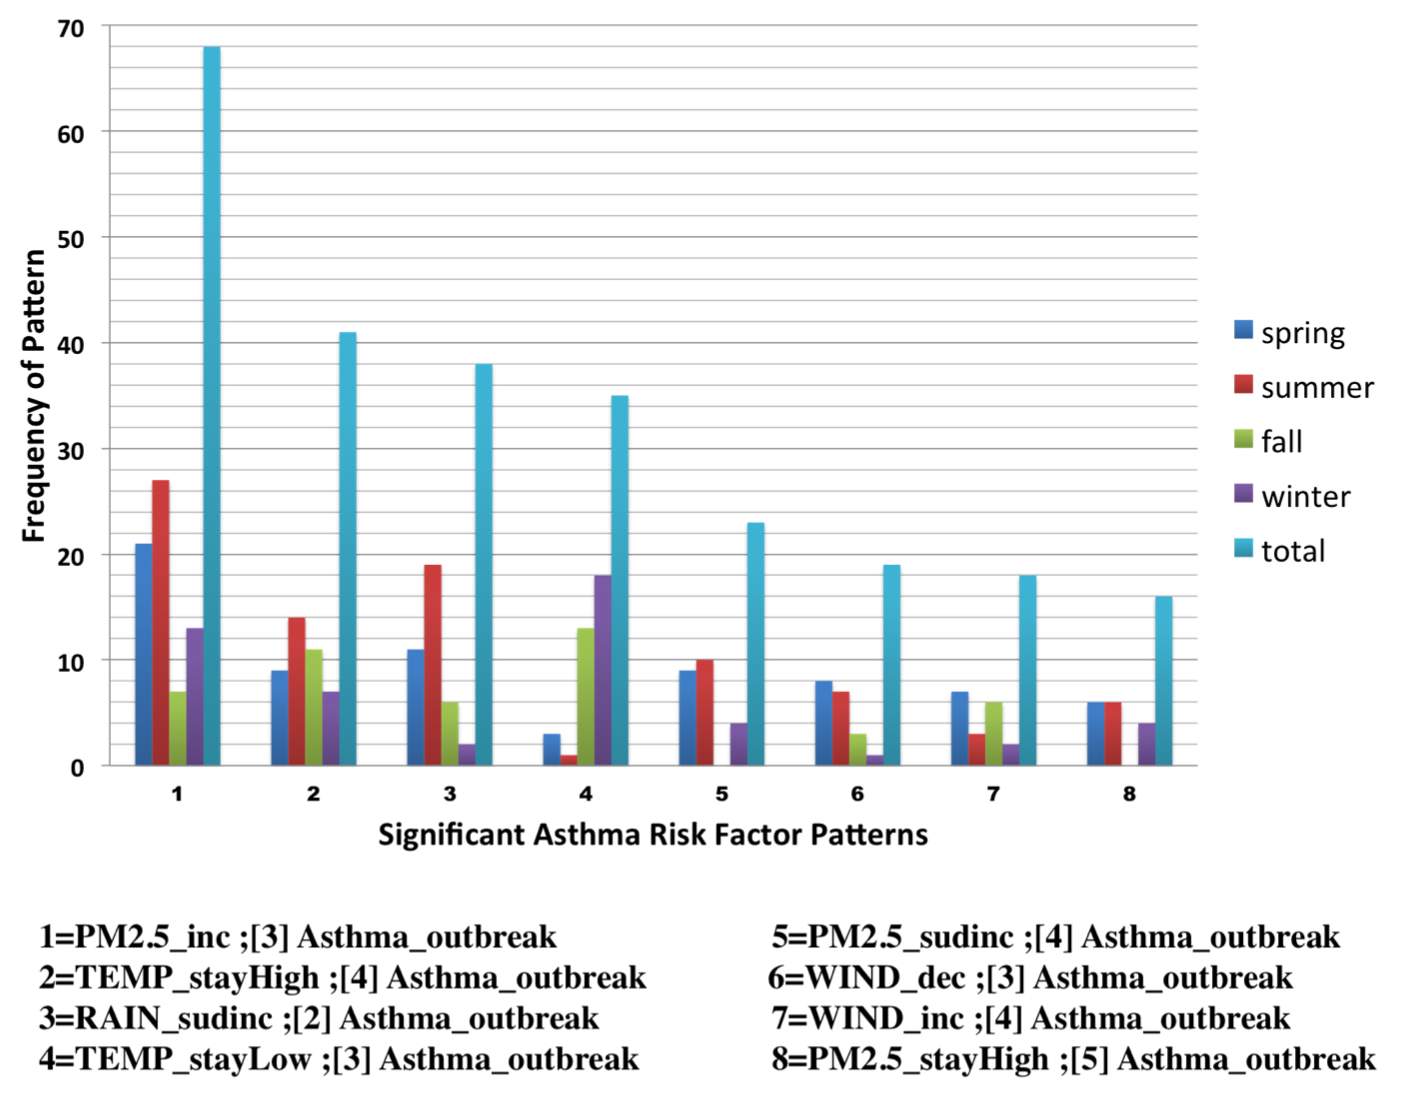 70
60
50
40
30
20
10
0
Frequency of Pattern
1 2 3 4 5 6 7 8
Significant Asthma Risk Factor Patterns
spring
summer
fall
winter
total
1=PM2.5_inc ;[3] Asthma_outbreak
2=TEMP_stayHigh ;[4] Asthma_outbreak
3=RAIN_sudinc ;[2] Asthma_outbreak
4=TEMP_stayLow ;[3] Asthma_outbreak
5=PM2.5_sudinc ;[4] Asthma_outbreak
6=WIND_dec ;[3] Asthma_outbreak
7=WIND_inc ;[4] Asthma_outbreak
8=PM2.5_stayHigh ;[5] Asthma_outbreak